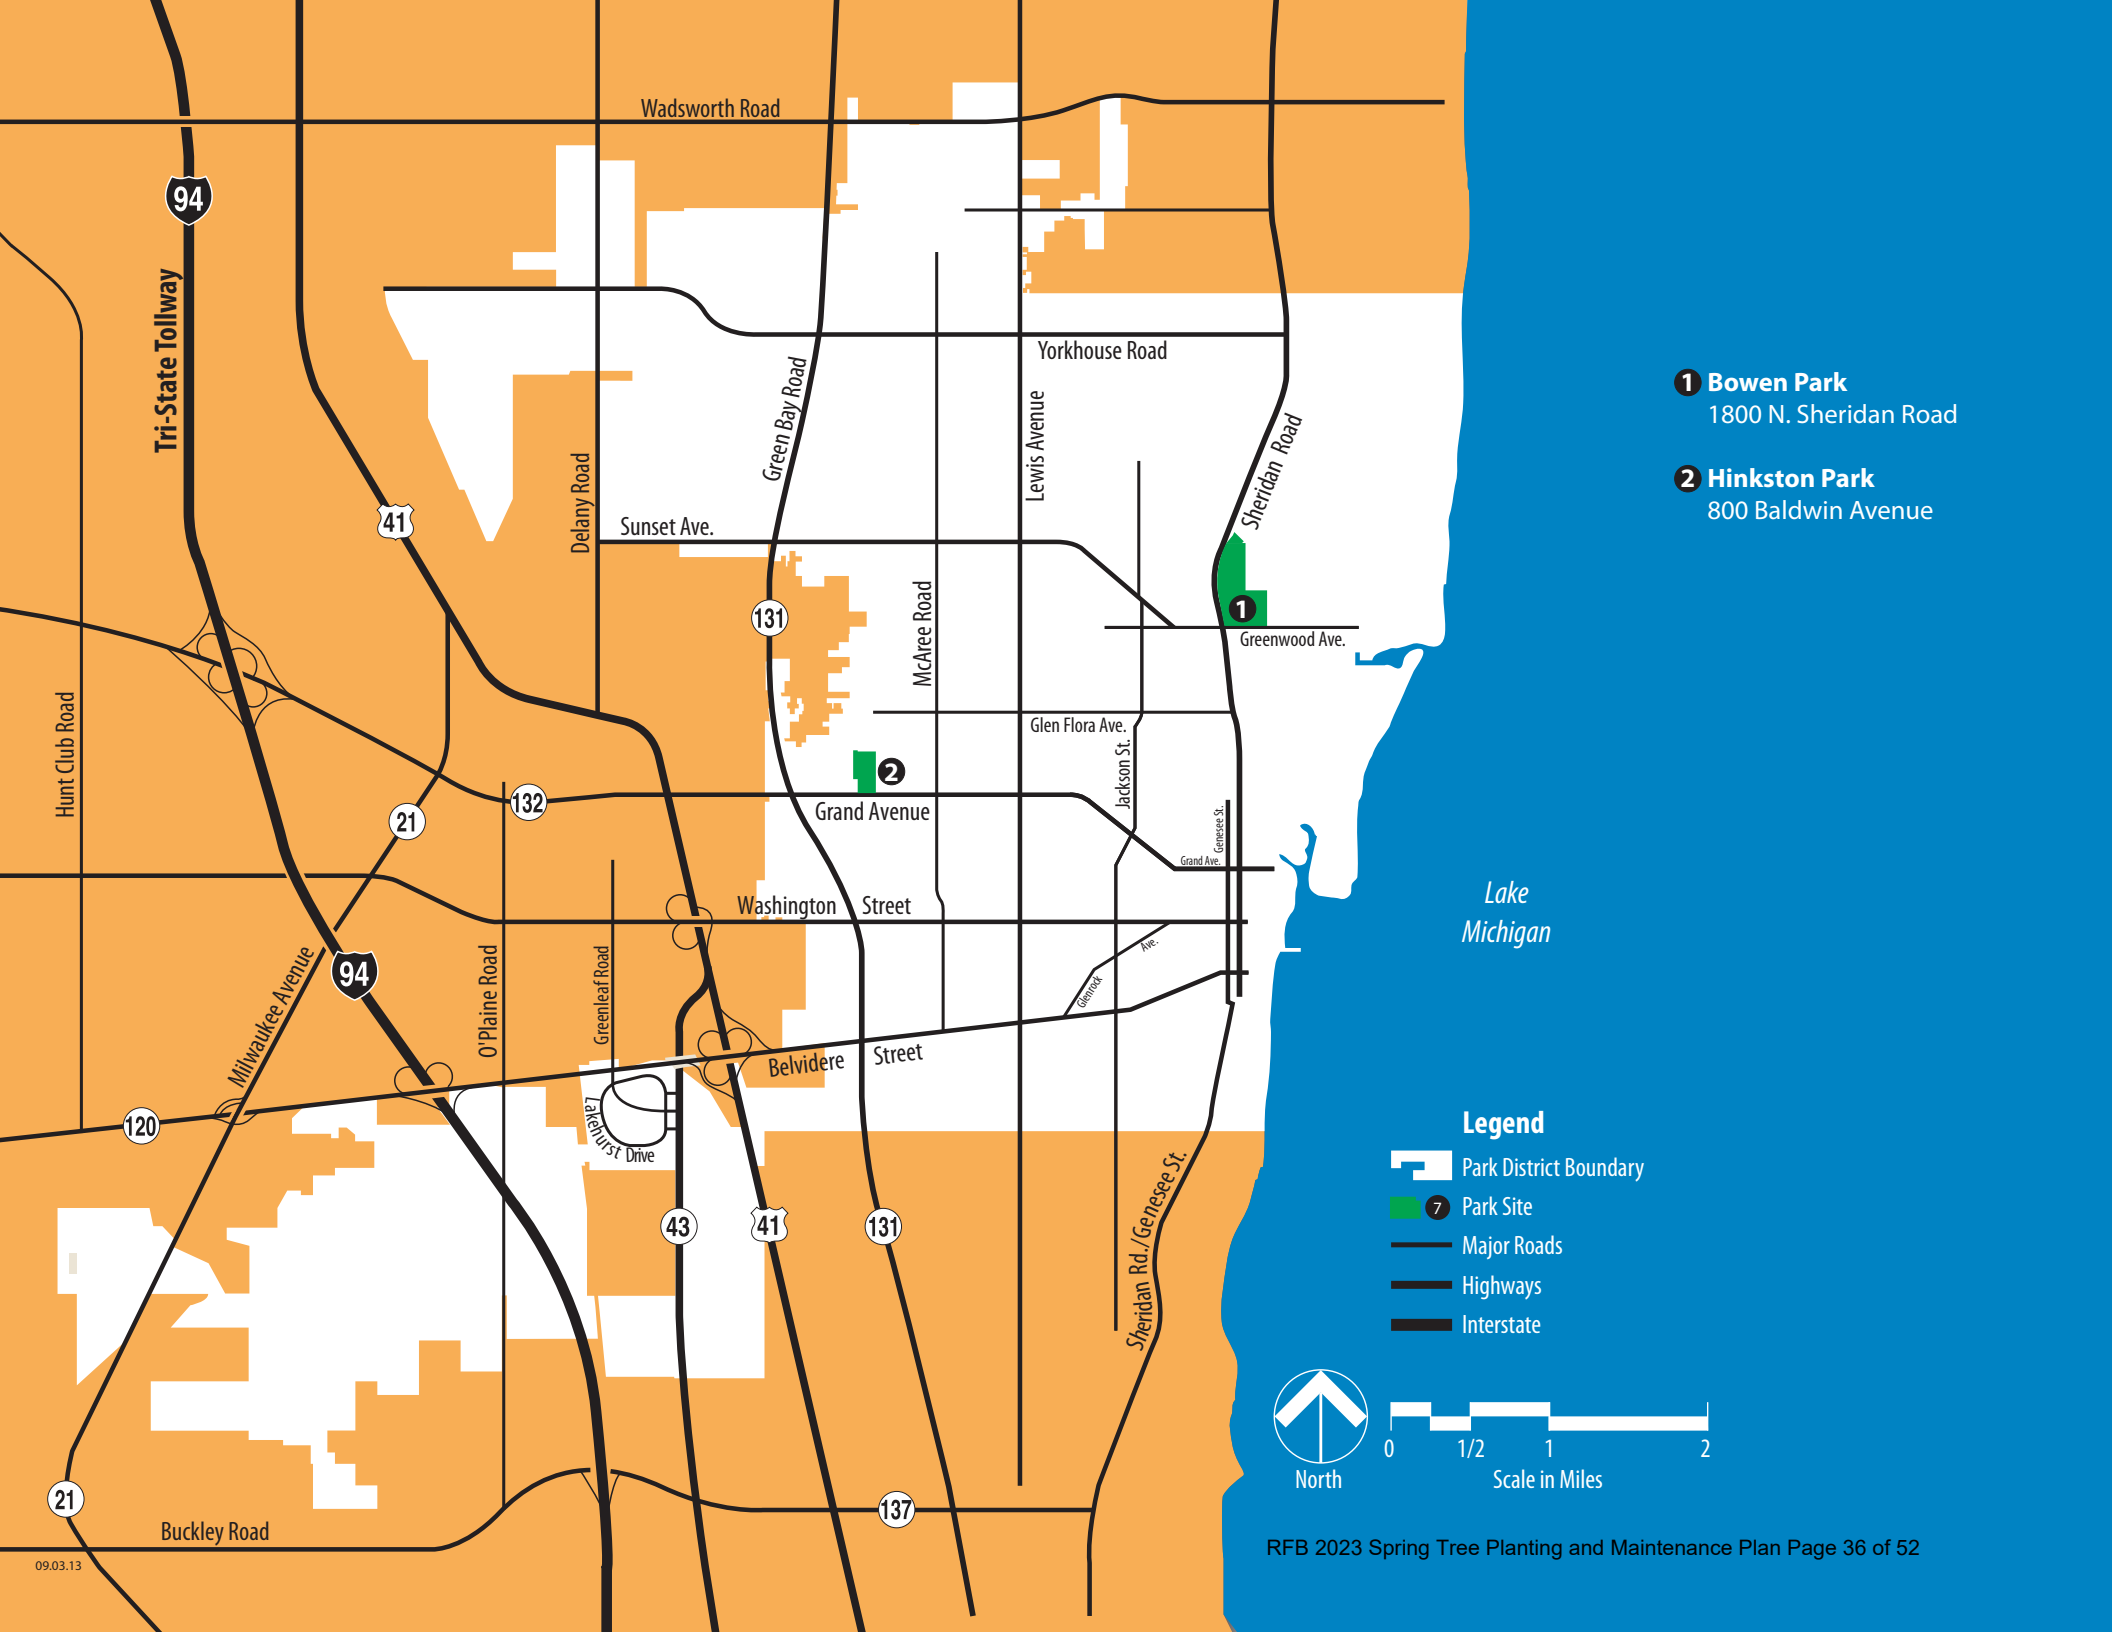 Wadsworth Road
94
Tri-State Tollway
Yorkhouse Road
Green Bay Road
Lewis Avenue
Sheridan Road
1 Bowen Park
1800 N. Sheridan Road
2 Hinkston Park
800 Baldwin Avenue
41
Delany Road
Sunset Ave.
131
McAree Road
1
Greenwood Ave.
Hunt Club Road
Glen Flora Ave.
Jackson St.
2
132
21
Grand Avenue
Genesee St.
Grand Ave.
Washington Street
Lake
Michigan
Milwaukee Avenue
94
O'Plaine Road
Greenleaf Road
Glenrock Ave.
Belvidere Street
120
Lakehurst Drive
43
41
131
Sheridan Rd./Genesee St.
Legend
Park District Boundary
7 Park Site
Major Roads
Highways
Interstate
North
0 1/2 1 2
Scale in Miles
21
137
Buckley Road
09.03.13
RFB 2023 Spring Tree Planting and Maintenance Plan Page 36 of 52